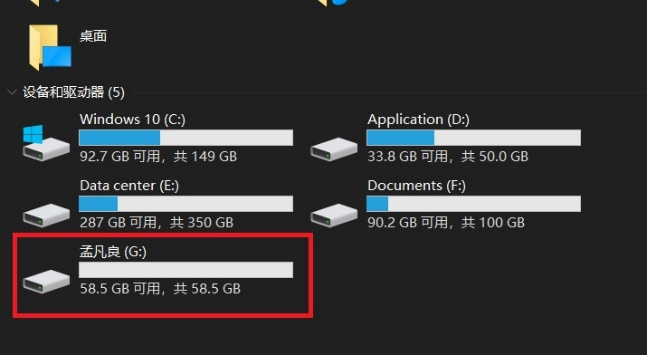 桌面
设备和驱动器 (5)
Windows 10 (C:)
92.7 GB 可用，共 149 GB
Application (D:)
33.8 GB 可用，共 50.0 GB
Data center (E:)
287 GB 可用，共 350 GB
Documents (F:)
90.2 GB 可用，共 100 GB
孟凡良 (G:)
58.5 GB 可用，共 58.5 GB